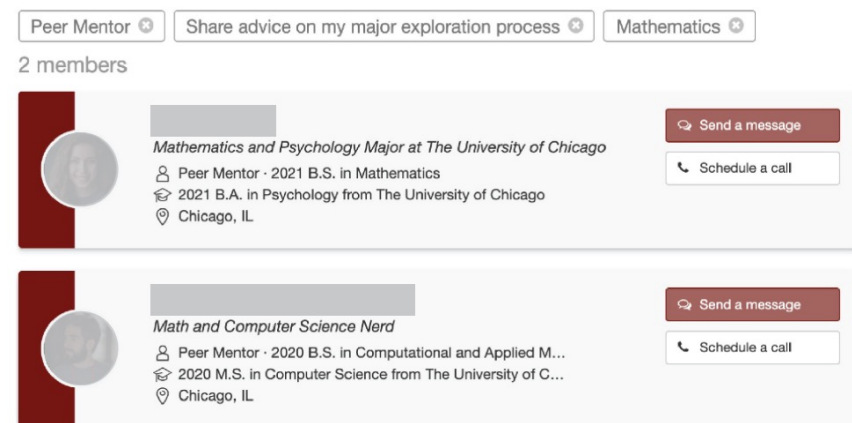 Peer Mentor Share advice on my major exploration process Mathematics
2 members
Mathematics and Psychology Major at The University of Chicago
Peer Mentor · 2021 B.S. in Mathematics
2021 B.A. in Psychology from The University of Chicago
Chicago, IL
Send a message
Schedule a call
Math and Computer Science Nerd
Peer Mentor · 2020 B.S. in Computational and Applied M...
2020 M.S. in Computer Science from The University of C...
Chicago, IL
Send a message
Schedule a call